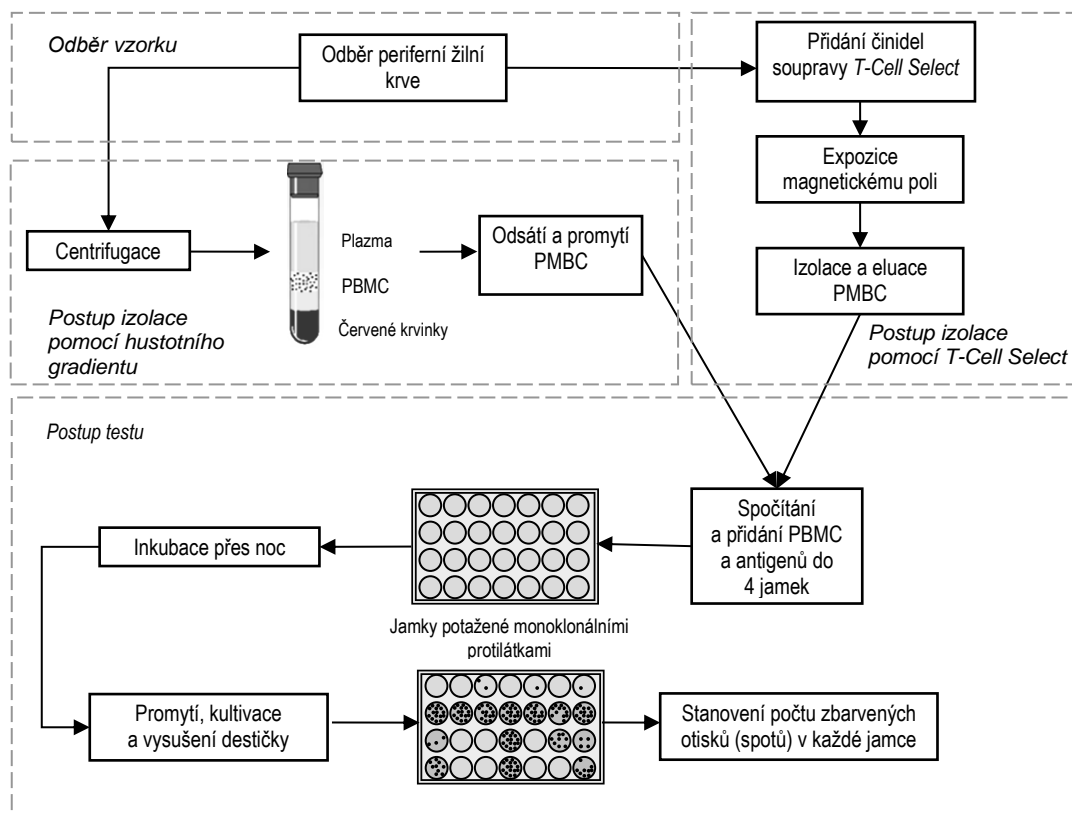 Odběr vzorku
Odběr periferní žilní
krve
Přidání činidel
soupravy T-Cell Select
Expozice
magnetickému poli
Izolace a eluace
PMBC
Postup izolace
pomocí T-Cell Select
Centrifugace
Plazma
PBMC
Červené krvinky
Odsátí a promytí
PMBC
Postup izolace
pomocí hustotního
gradientu
Postup testu
Spočítání
a přidání PBMC
a antigenů do
4 jamek
Jamky potažené monoklonálními
protilátkami
Inkubace přes noc
Promytí, kultivace
a vysušení destičky
Stanovení počtu zbarvených
otisků (spotů) v každé jamce